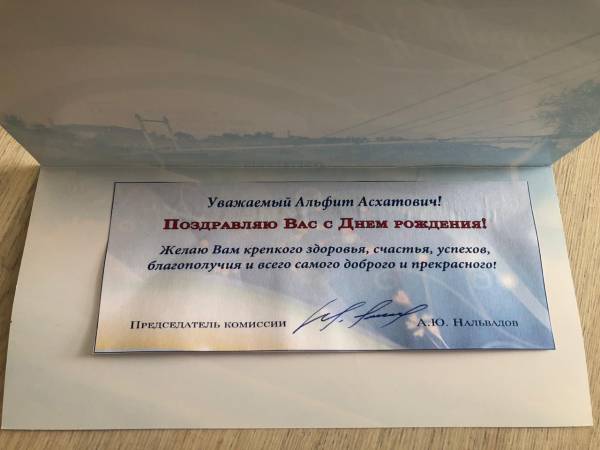 Уважаемый Альфит Асхатович!
Поздравляю Вас с Днем рождения!
Желаю Вам крепкого здоровья, счастья, успехов,
благополучия и всего самого доброго и прекрасного!
Председатель комиссии А.Ю. Нальвадов